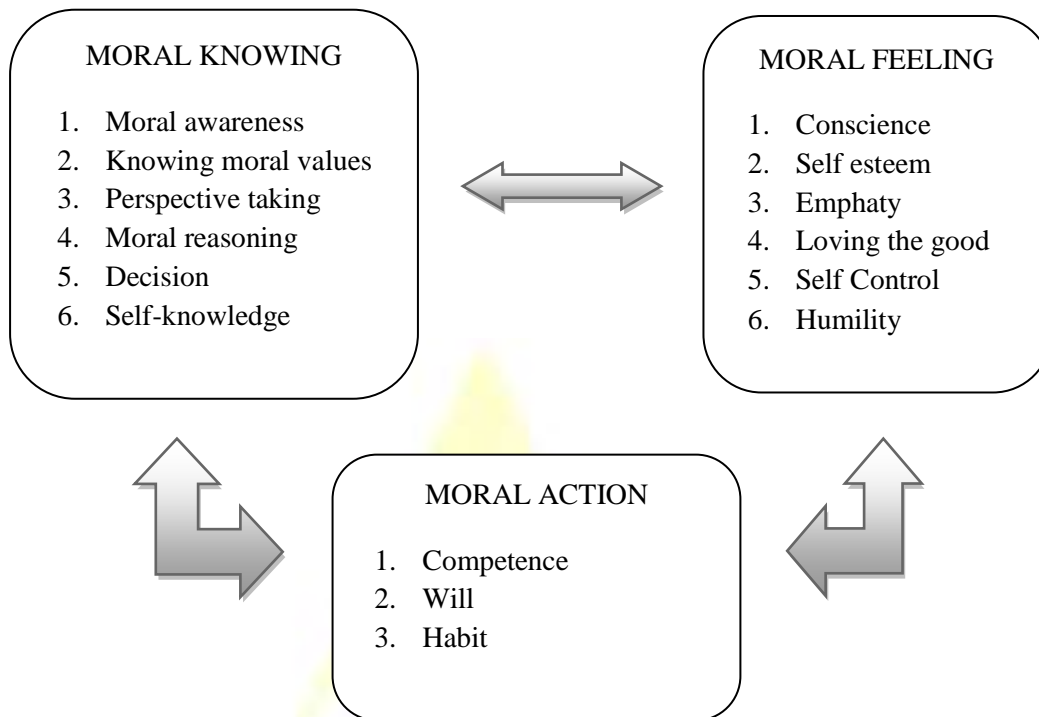 MORAL KNOWING
1. Moral awareness
2. Knowing moral values
3. Perspective taking
4. Moral reasoning
5. Decision
6. Self-knowledge
MORAL FEELING
1. Conscience
2. Self esteem
3. Emphaty
4. Loving the good
5. Self Control
6. Humility
MORAL ACTION
1. Competence
2. Will
3. Habit